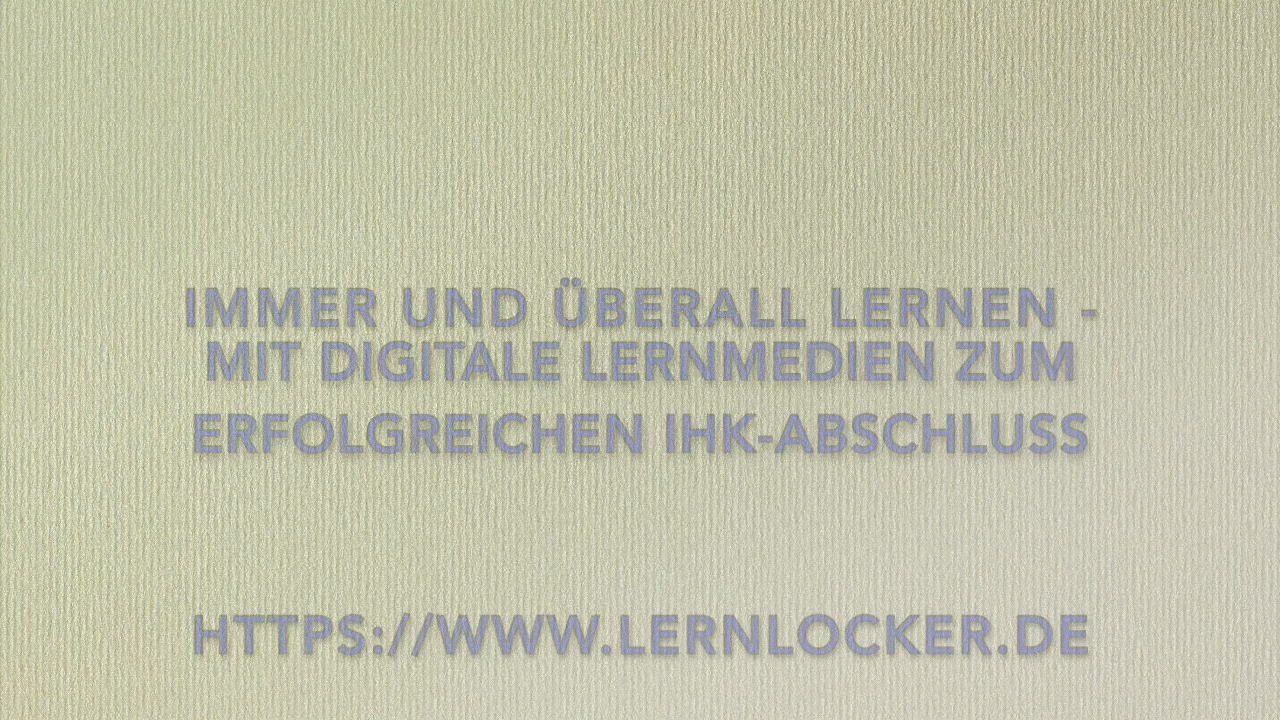 IMMER UND ÜBERALL LERNEN -
MIT DIGITALE LERNMEDIEN ZUM
ERFOLGREICHEN IHK-ABSCHLUSS
HTTPS://WWW.LERNLOCKER.DE